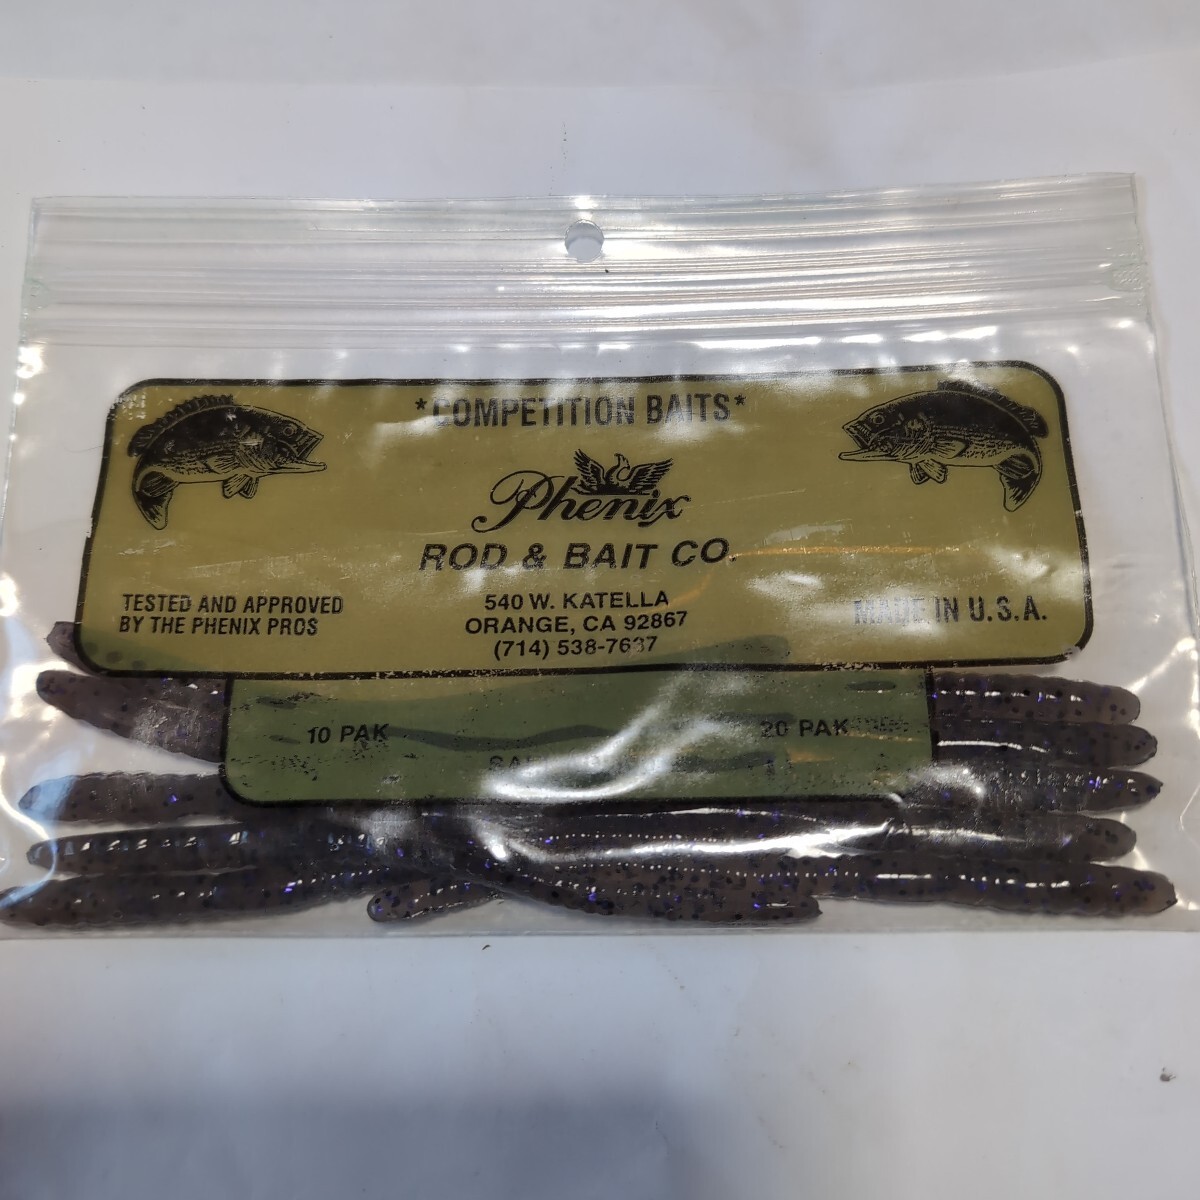 *COMPETITION BAITS*
Phenix
ROD & BAIT CO.
TESTED AND APPROVED
BY THE PHENIX PROS
540 W. KATELLA
ORANGE, CA 92867
(714) 538-7637
MADE IN U.S.A.
10 PAK
20 PAK